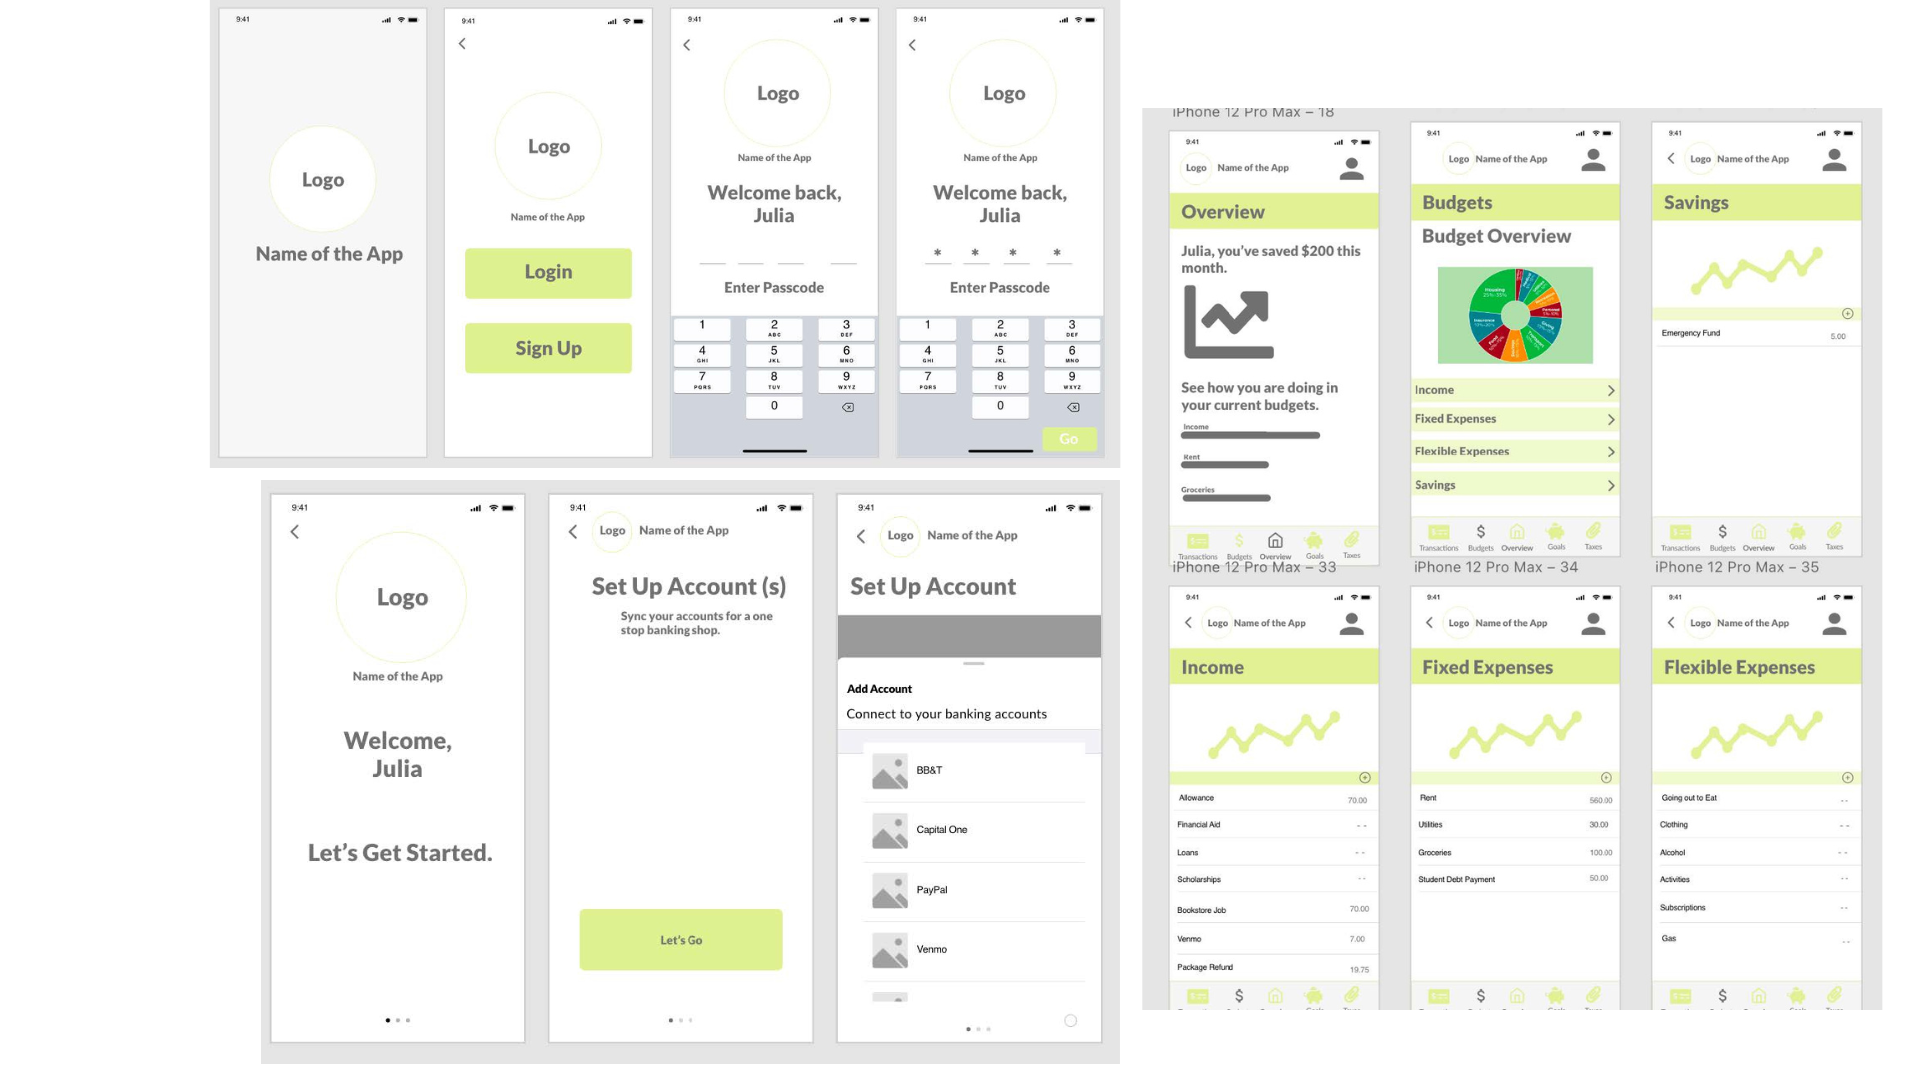 9:41
Logo
Name of the App
9:41
Logo
Name of the App
Login
Sign Up
9:41
Logo
Name of the App
Welcome back,
Julia
Enter Passcode
1
2
ABC
3
DEF
4
GHI
5
JKL
6
MNO
7
PQRS
8
TUV
9
WXYZ
0
9:41
Logo
Name of the App
Welcome back,
Julia
* * * *
Enter Passcode
1
2
ABC
3
DEF
4
GHI
5
JKL
6
MNO
7
PQRS
8
TUV
9
WXYZ
0
Go
9:41
Logo
Name of the App
Welcome,
Julia
Let's Get Started.
9:41
Logo Name of the App
Set Up Account (s)
Sync your accounts for a one
stop banking shop.
Let's Go
9:41
Logo Name of the App
Set Up Account
Add Account
Connect to your banking accounts
BB&T
Capital One
PayPal
Venmo
iPhone 12 Pro Max – 18
9:41
Logo Name of the App
Overview
Julia, you've saved $200 this
month.
See how you are doing in
your current budgets.
Income
Rent
Groceries
Transactions Budgets Overview Goals Taxes
9:41
Logo Name of the App
Budgets
Budget Overview
Housing
25%-35%
Insurance
Food
Income
Fixed Expenses
Flexible Expenses
Savings
$
Transactions Budgets Overview Goals Taxes
9:41
Logo Name of the App
Savings
Emergency Fund 5.00
$
Transactions Budgets Overview Goals Taxes
iPhone 12 Pro Max – 33
9:41
Logo Name of the App
Income
Allowance 70.00
Financial Aid - -
Loans - -
Scholarships - -
Bookstore Job 70.00
Venmo 7.00
Package Refund 19.75
$
iPhone 12 Pro Max – 34
9:41
Logo Name of the App
Fixed Expenses
Rent 560.00
Utilities 30.00
Groceries 100.00
Student Debt Payment 50.00
$
iPhone 12 Pro Max – 35
9:41
Logo Name of the App
Flexible Expenses
Going out to Eat - -
Clothing - -
Alcohol - -
Activities - -
Subscriptions - -
Gas - -
$